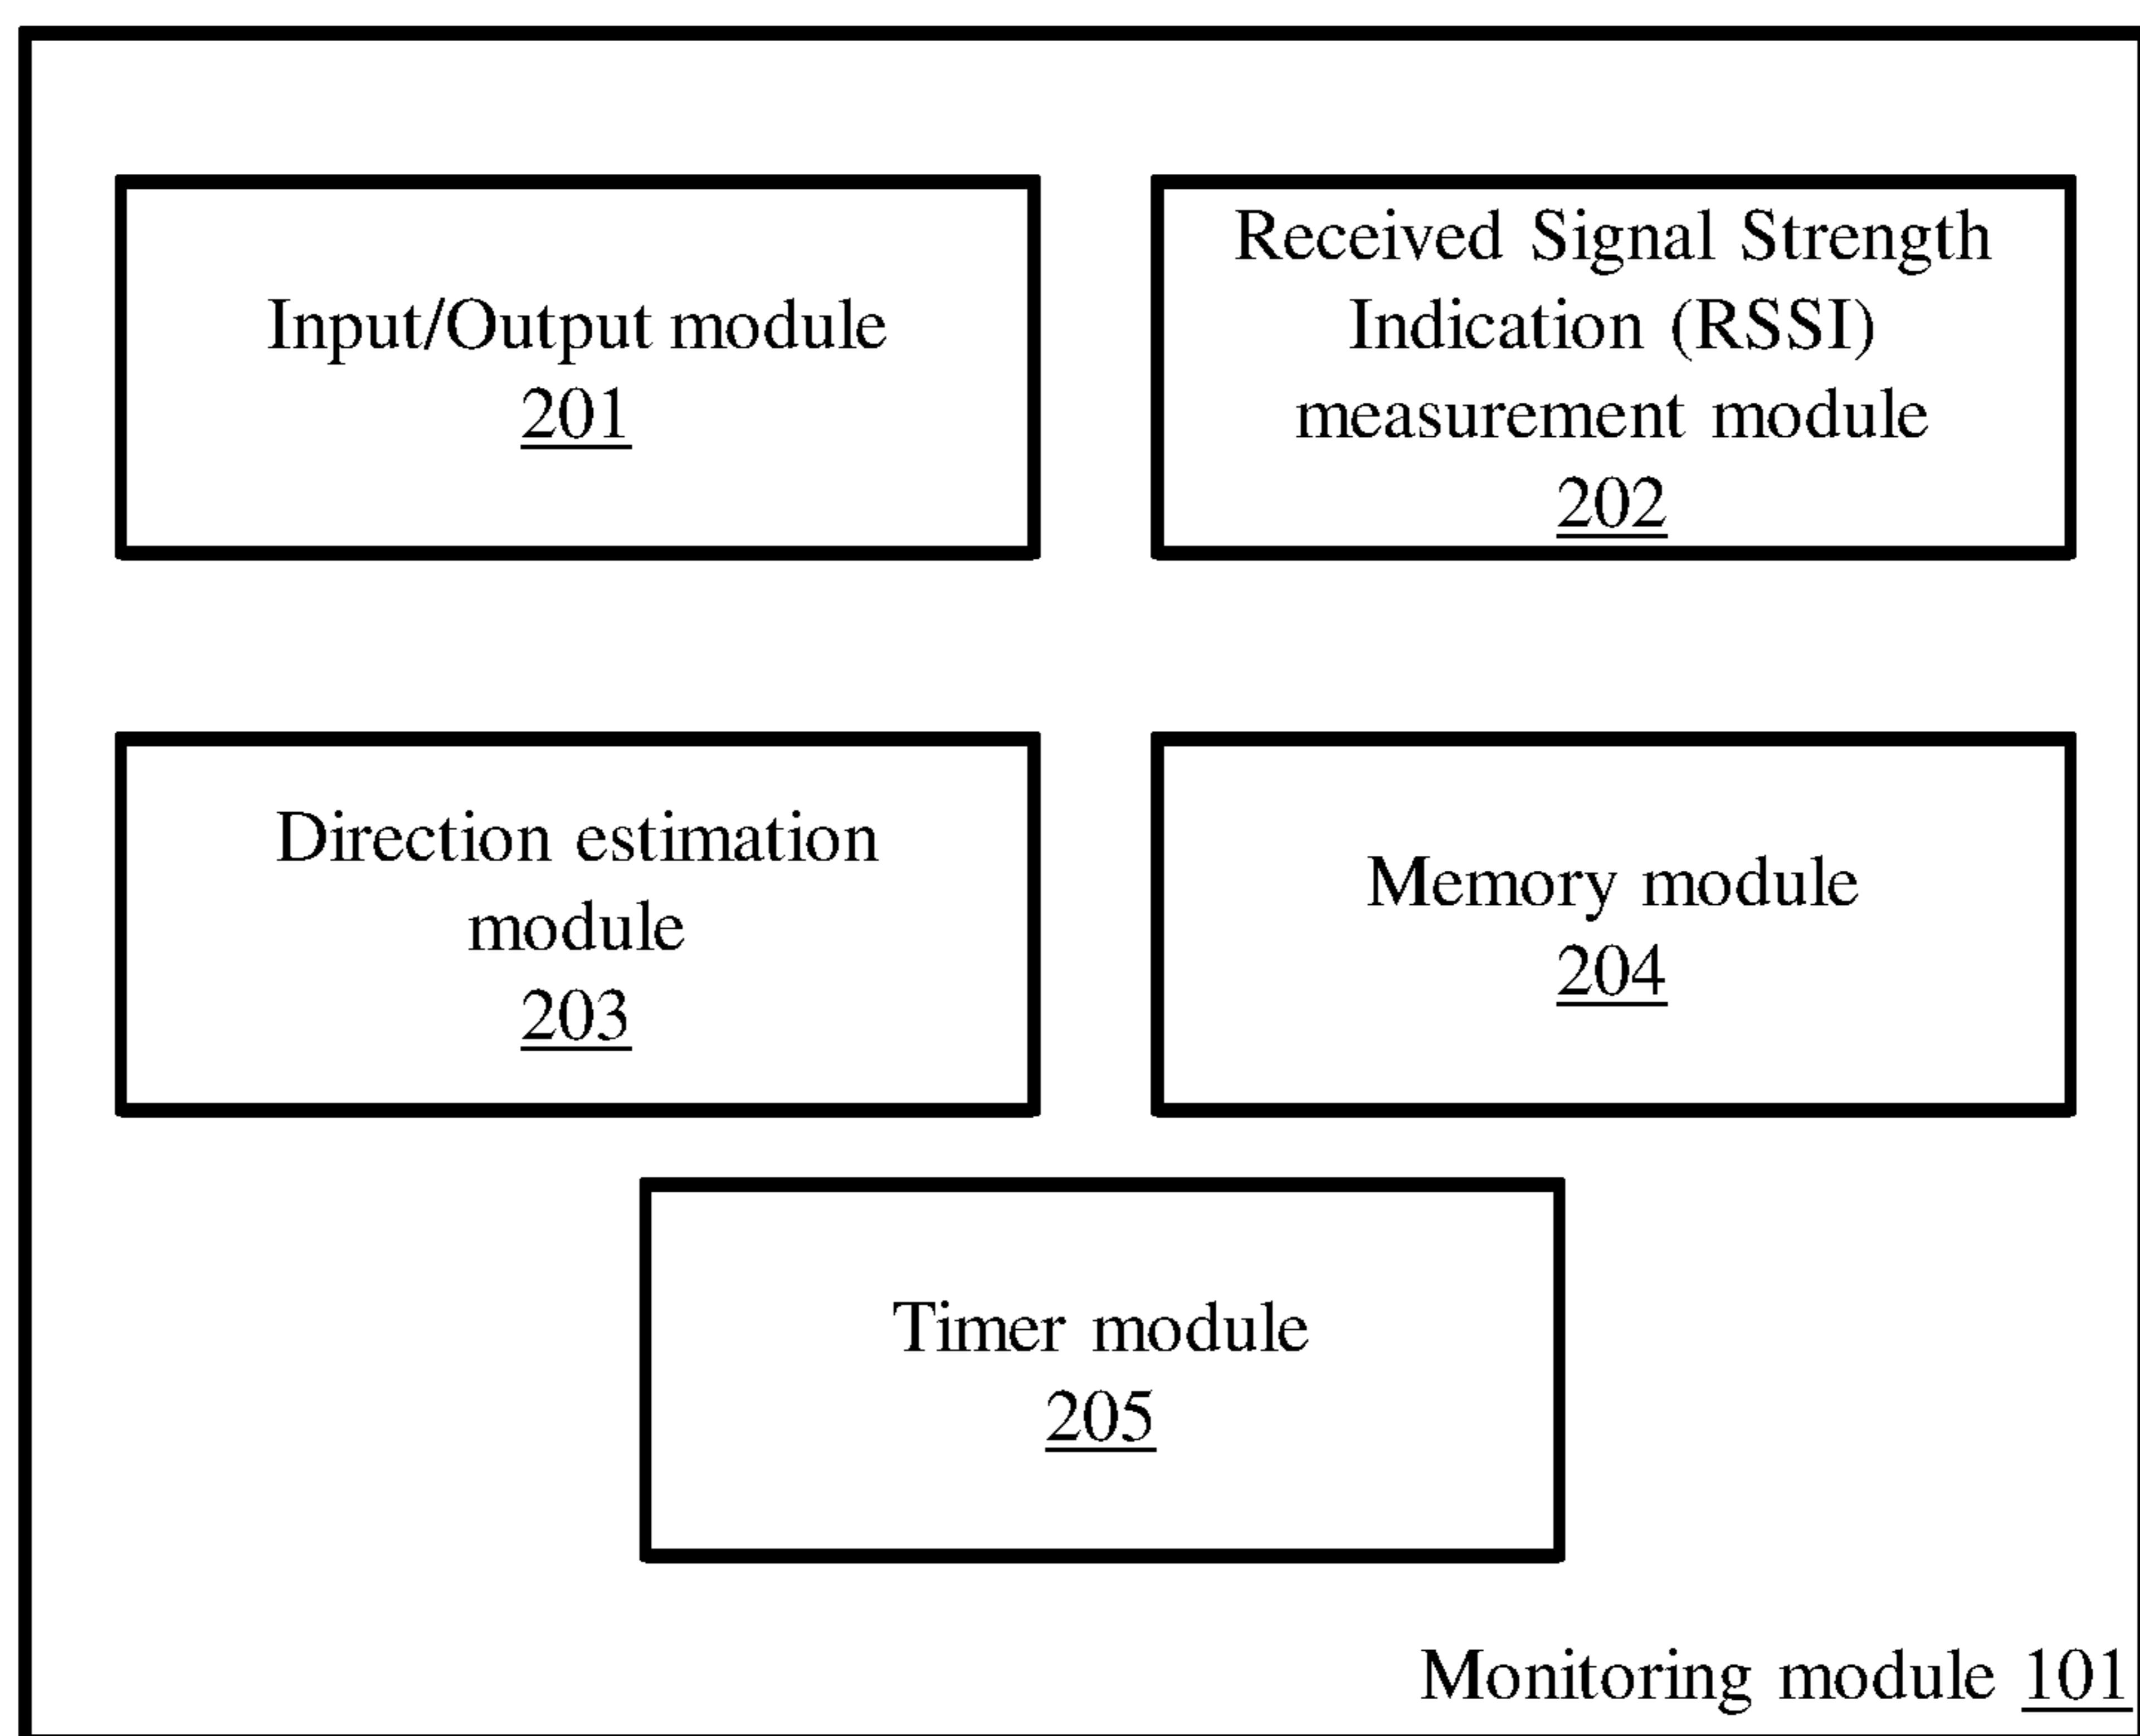 Input/Output module
201
Received Signal Strength
Indication (RSSI)
measurement module
202
Direction estimation
module
203
Memory module
204
Timer module
205
Monitoring module 101